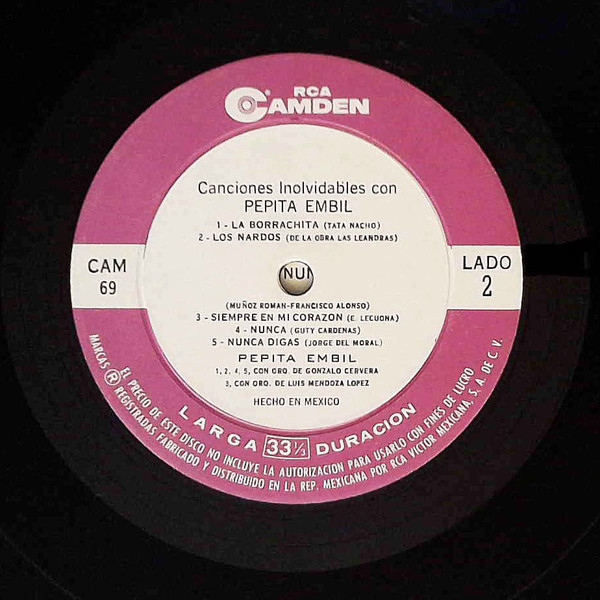 RCA
CAMDEN
Canciones Inolvidables con
PEPITA EMBIL
1 - LA BORRACHITA (TATA NACHO)
2 - LOS NARDOS (DE LA OBRA LAS LEANDRAS)
CAM
69
NUI
LADO
2
(MUÑOZ ROMAN-FRANCISCO ALONSO)
3 - SIEMPRE EN MI CORAZON (E. LECUONA)
4 - NUNCA (GUTY CARDENAS)
5 - NUNCA DIGAS (JORGE DEL MORAL)
PEPITA EMBIL
1, 2, 4, 5, CON ORQ. DE GONZALO CERVERA
3, CON ORQ. DE LUIS MENDOZA LOPEZ
HECHO EN MEXICO
LARGA 33⅓ DURACION
EL PRECIO DE ESTE DISCO NO INCLUYE LA AUTORIZACION PARA USARLO CON FINES DE LUCRO
MARCAS ® REGISTRADAS FABRICADO Y DISTRIBUIDO EN LA REP. MEXICANA POR RCA VICTOR MEXICANA, S. A. DE C. V.